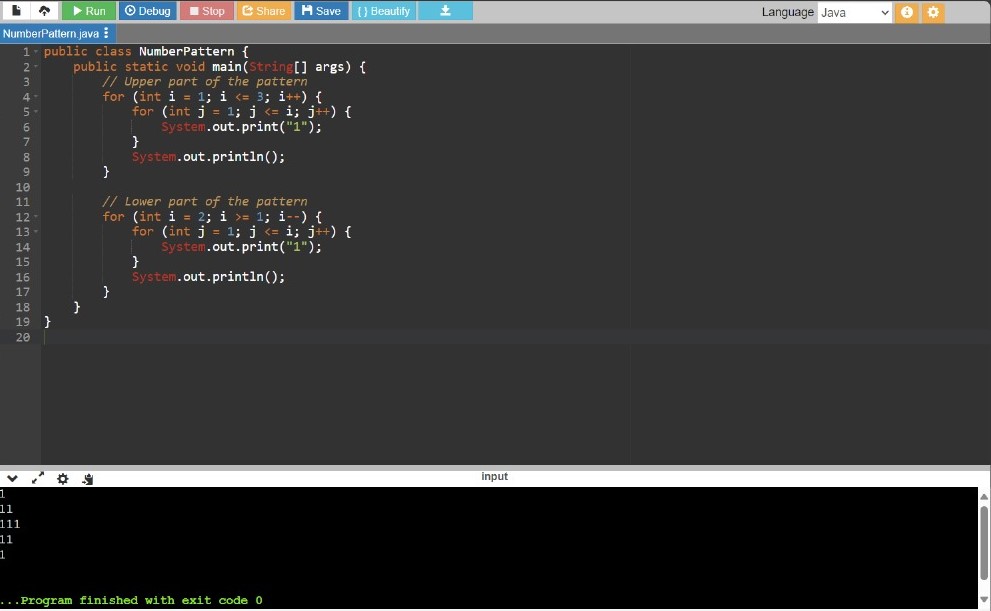 Run Debug Stop Share Save { } Beautify Language Java
NumberPattern.java
1 public class NumberPattern {
2     public static void main(String[] args) {
3         // Upper part of the pattern
4         for (int i = 1; i <= 3; i++) {
5             for (int j = 1; j <= i; j++) {
6                 System.out.print("1");
7             }
8             System.out.println();
9         }
10
11         // Lower part of the pattern
12         for (int i = 2; i >= 1; i--) {
13             for (int j = 1; j <= i; j++) {
14                 System.out.print("1");
15             }
16             System.out.println();
17         }
18     }
19 }
20
input
1
11
111
11
1
...Program finished with exit code 0